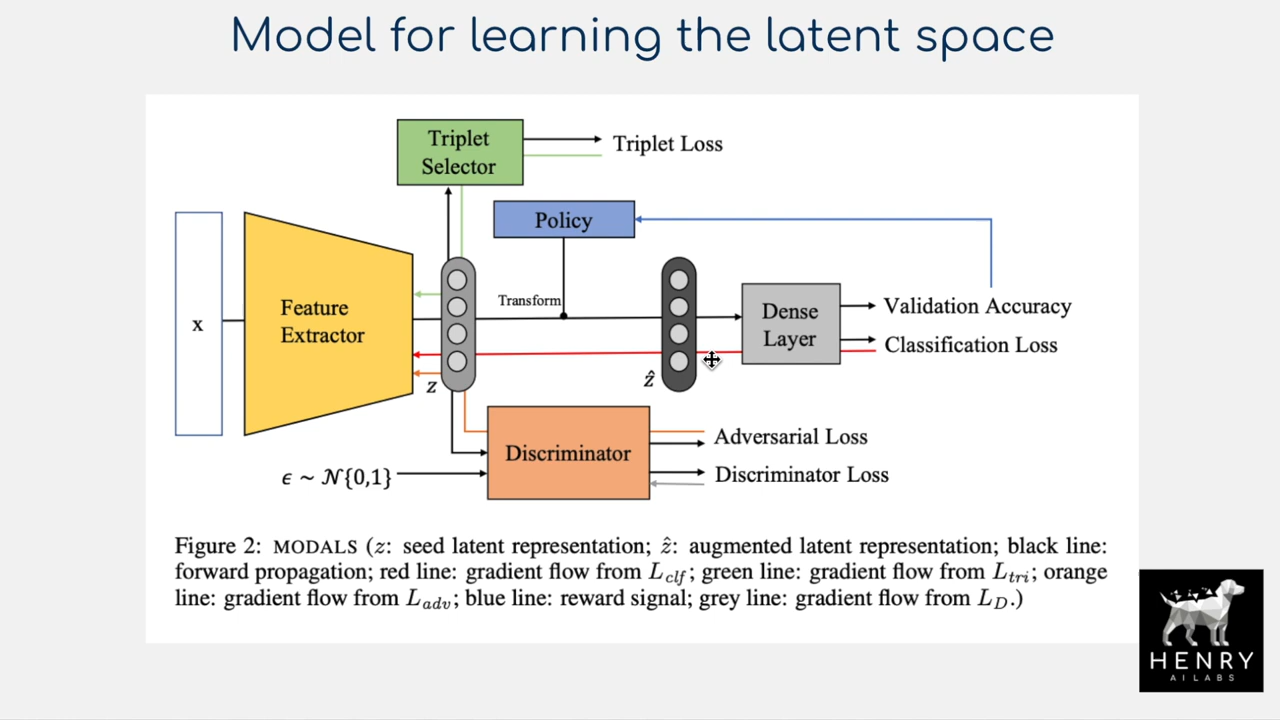 Model for learning the latent space
Triplet
Selector
Triplet Loss
Policy
x
Feature
Extractor
Transform
Dense
Layer
Validation Accuracy
Classification Loss
z
ẑ
Discriminator
Adversarial Loss
Discriminator Loss
ϵ ~ N{0,1}
Figure 2: MODALS (z: seed latent representation; ẑ: augmented latent representation; black line:
forward propagation; red line: gradient flow from L_clf; green line: gradient flow from L_tri; orange
line: gradient flow from L_adv; blue line: reward signal; grey line: gradient flow from L_D.)
HENRY
AI LABS